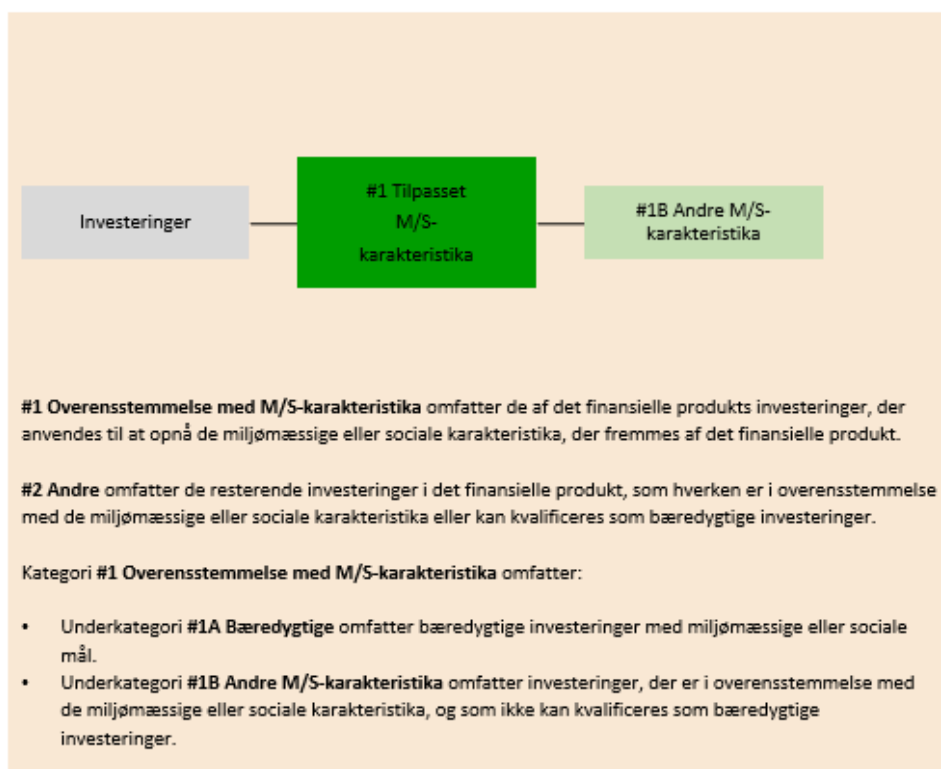 Investeringer
#1 Tilpasset
M/S-
karakteristika
#1B Andre M/S-
karakteristika
#1 Overensstemmelse med M/S-karakteristika omfatter de af det finansielle produkts investeringer, der
anvendes til at opnå de miljømæssige eller sociale karakteristika, der fremmes af det finansielle produkt.
#2 Andre omfatter de resterende investeringer i det finansielle produkt, som hverken er i overensstemmelse
med de miljømæssige eller sociale karakteristika eller kan kvalificeres som bæredygtige investeringer.
Kategori #1 Overensstemmelse med M/S-karakteristika omfatter:
• Underkategori #1A Bæredygtige omfatter bæredygtige investeringer med miljømæssige eller sociale
mål.
• Underkategori #1B Andre M/S-karakteristika omfatter investeringer, der er i overensstemmelse med
de miljømæssige eller sociale karakteristika, og som ikke kan kvalificeres som bæredygtige
investeringer.